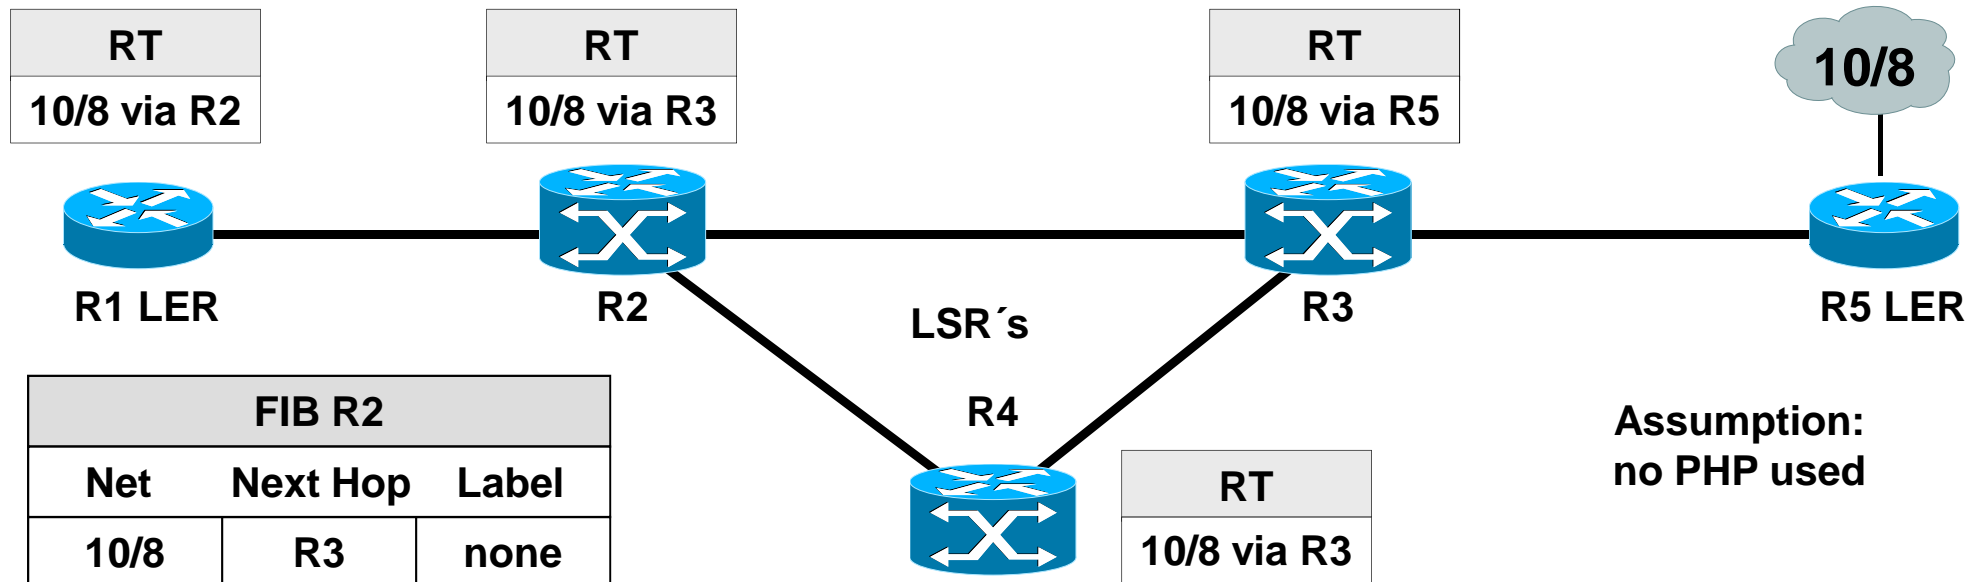 RT
10/8 via R2
RT
10/8 via R3
RT
10/8 via R5
10/8
R1 LER
R2
R3
R5 LER
LSR´s
R4
FIB R2
Net Next Hop Label
10/8 R3 none
RT
10/8 via R3
Assumption:
no PHP used